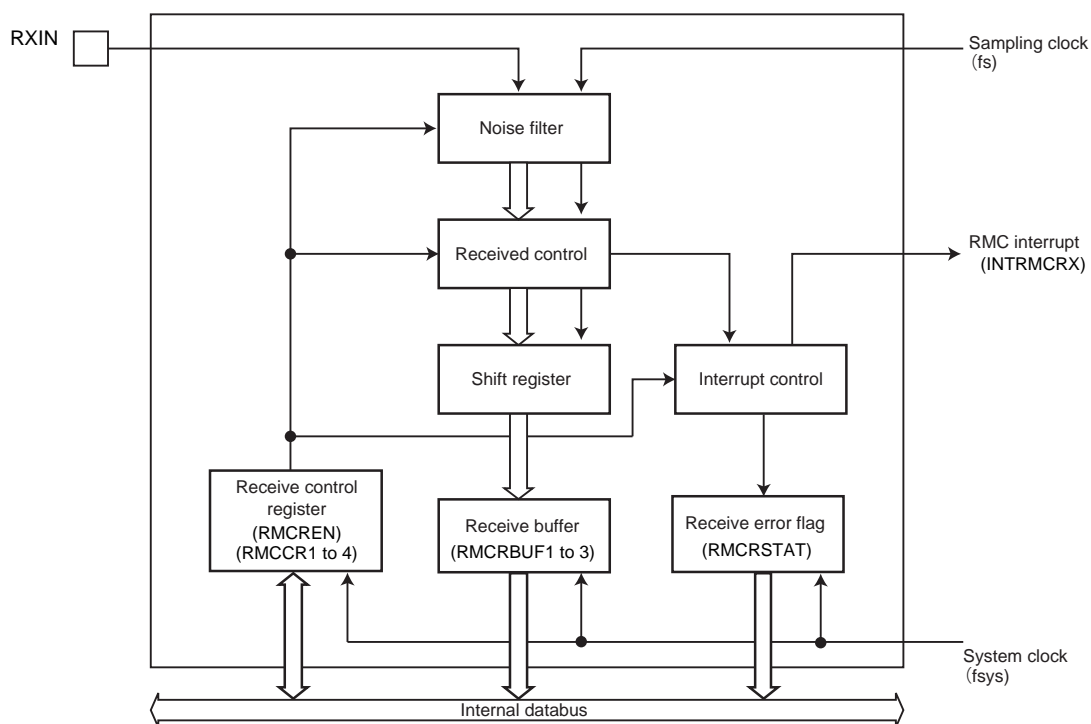 RXIN
Sampling clock
（fs）
Noise filter
Received control
RMC interrupt
(INTRMCRX)
Shift register
Interrupt control
Receive control
register
(RMCREN)
(RMCCR1 to 4)
Receive buffer
(RMCRBUF1 to 3)
Receive error flag
(RMCRSTAT)
System clock
（fsys）
Internal databus